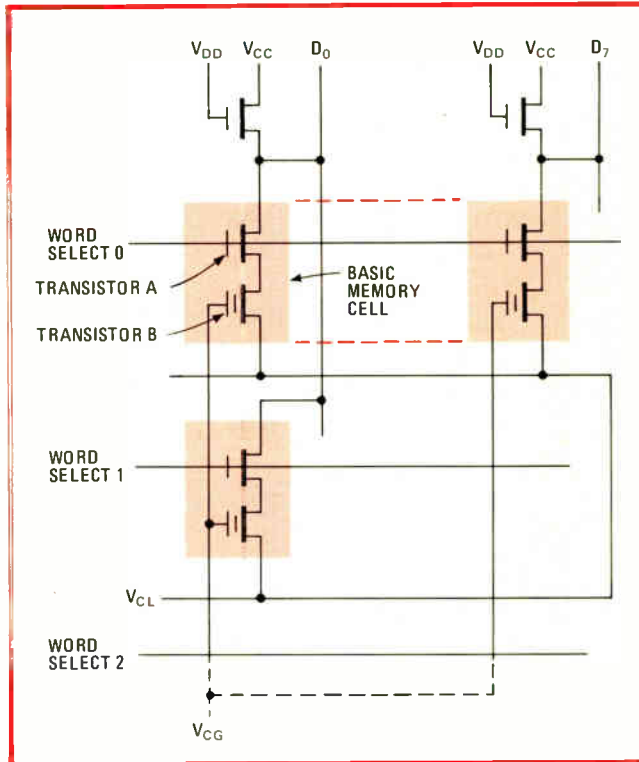 VDD VCC D0 VDD VCC D7
WORD
SELECT 0
TRANSISTOR A
TRANSISTOR B
BASIC
MEMORY
CELL
WORD
SELECT 1
VCL
WORD
SELECT 2
VCG